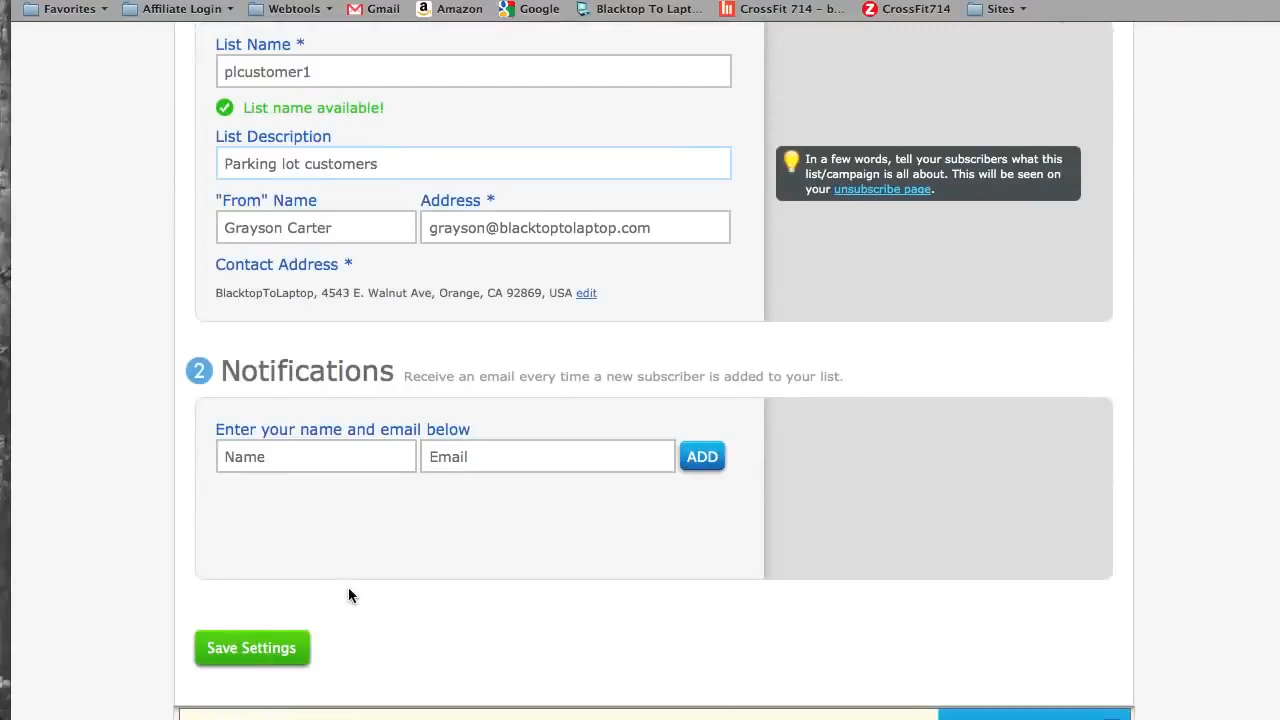 Favorites Affiliate Login Webtools Gmail Amazon Google Blacktop To Lapt... CrossFit 714 – b... CrossFit714 Sites
List Name *
plcustomer1
List name available!
List Description
Parking lot customers
In a few words, tell your subscribers what this
list/campaign is all about. This will be seen on
your unsubscribe page.
"From" Name Address *
Grayson Carter grayson@blacktoptolaptop.com
Contact Address *
BlacktopToLaptop, 4543 E. Walnut Ave, Orange, CA 92869, USA edit
2 Notifications Receive an email every time a new subscriber is added to your list.
Enter your name and email below
Name Email ADD
Save Settings